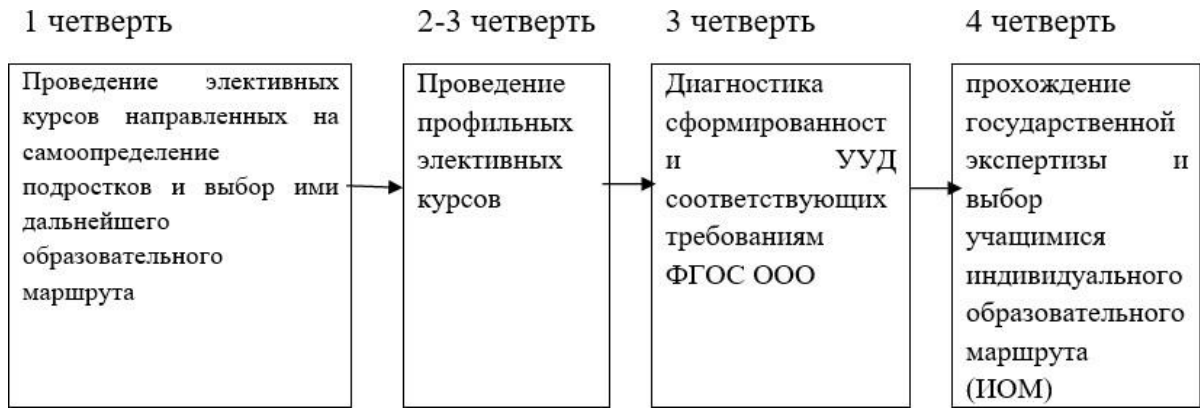 1 четверть
2-3 четверть
3 четверть
4 четверть
Проведение элективных
курсов направленных на
самоопределение
подростков и выбор ими
дальнейшего
образовательного
маршрута
Проведение
профильных
элективных
курсов
Диагностика
сформированност
и УУД
соответствующих
требованиям
ФГОС ООО
прохождение
государственной
экспертизы и
выбор
учащимися
индивидуального
образовательного
маршрута
(ИОМ)